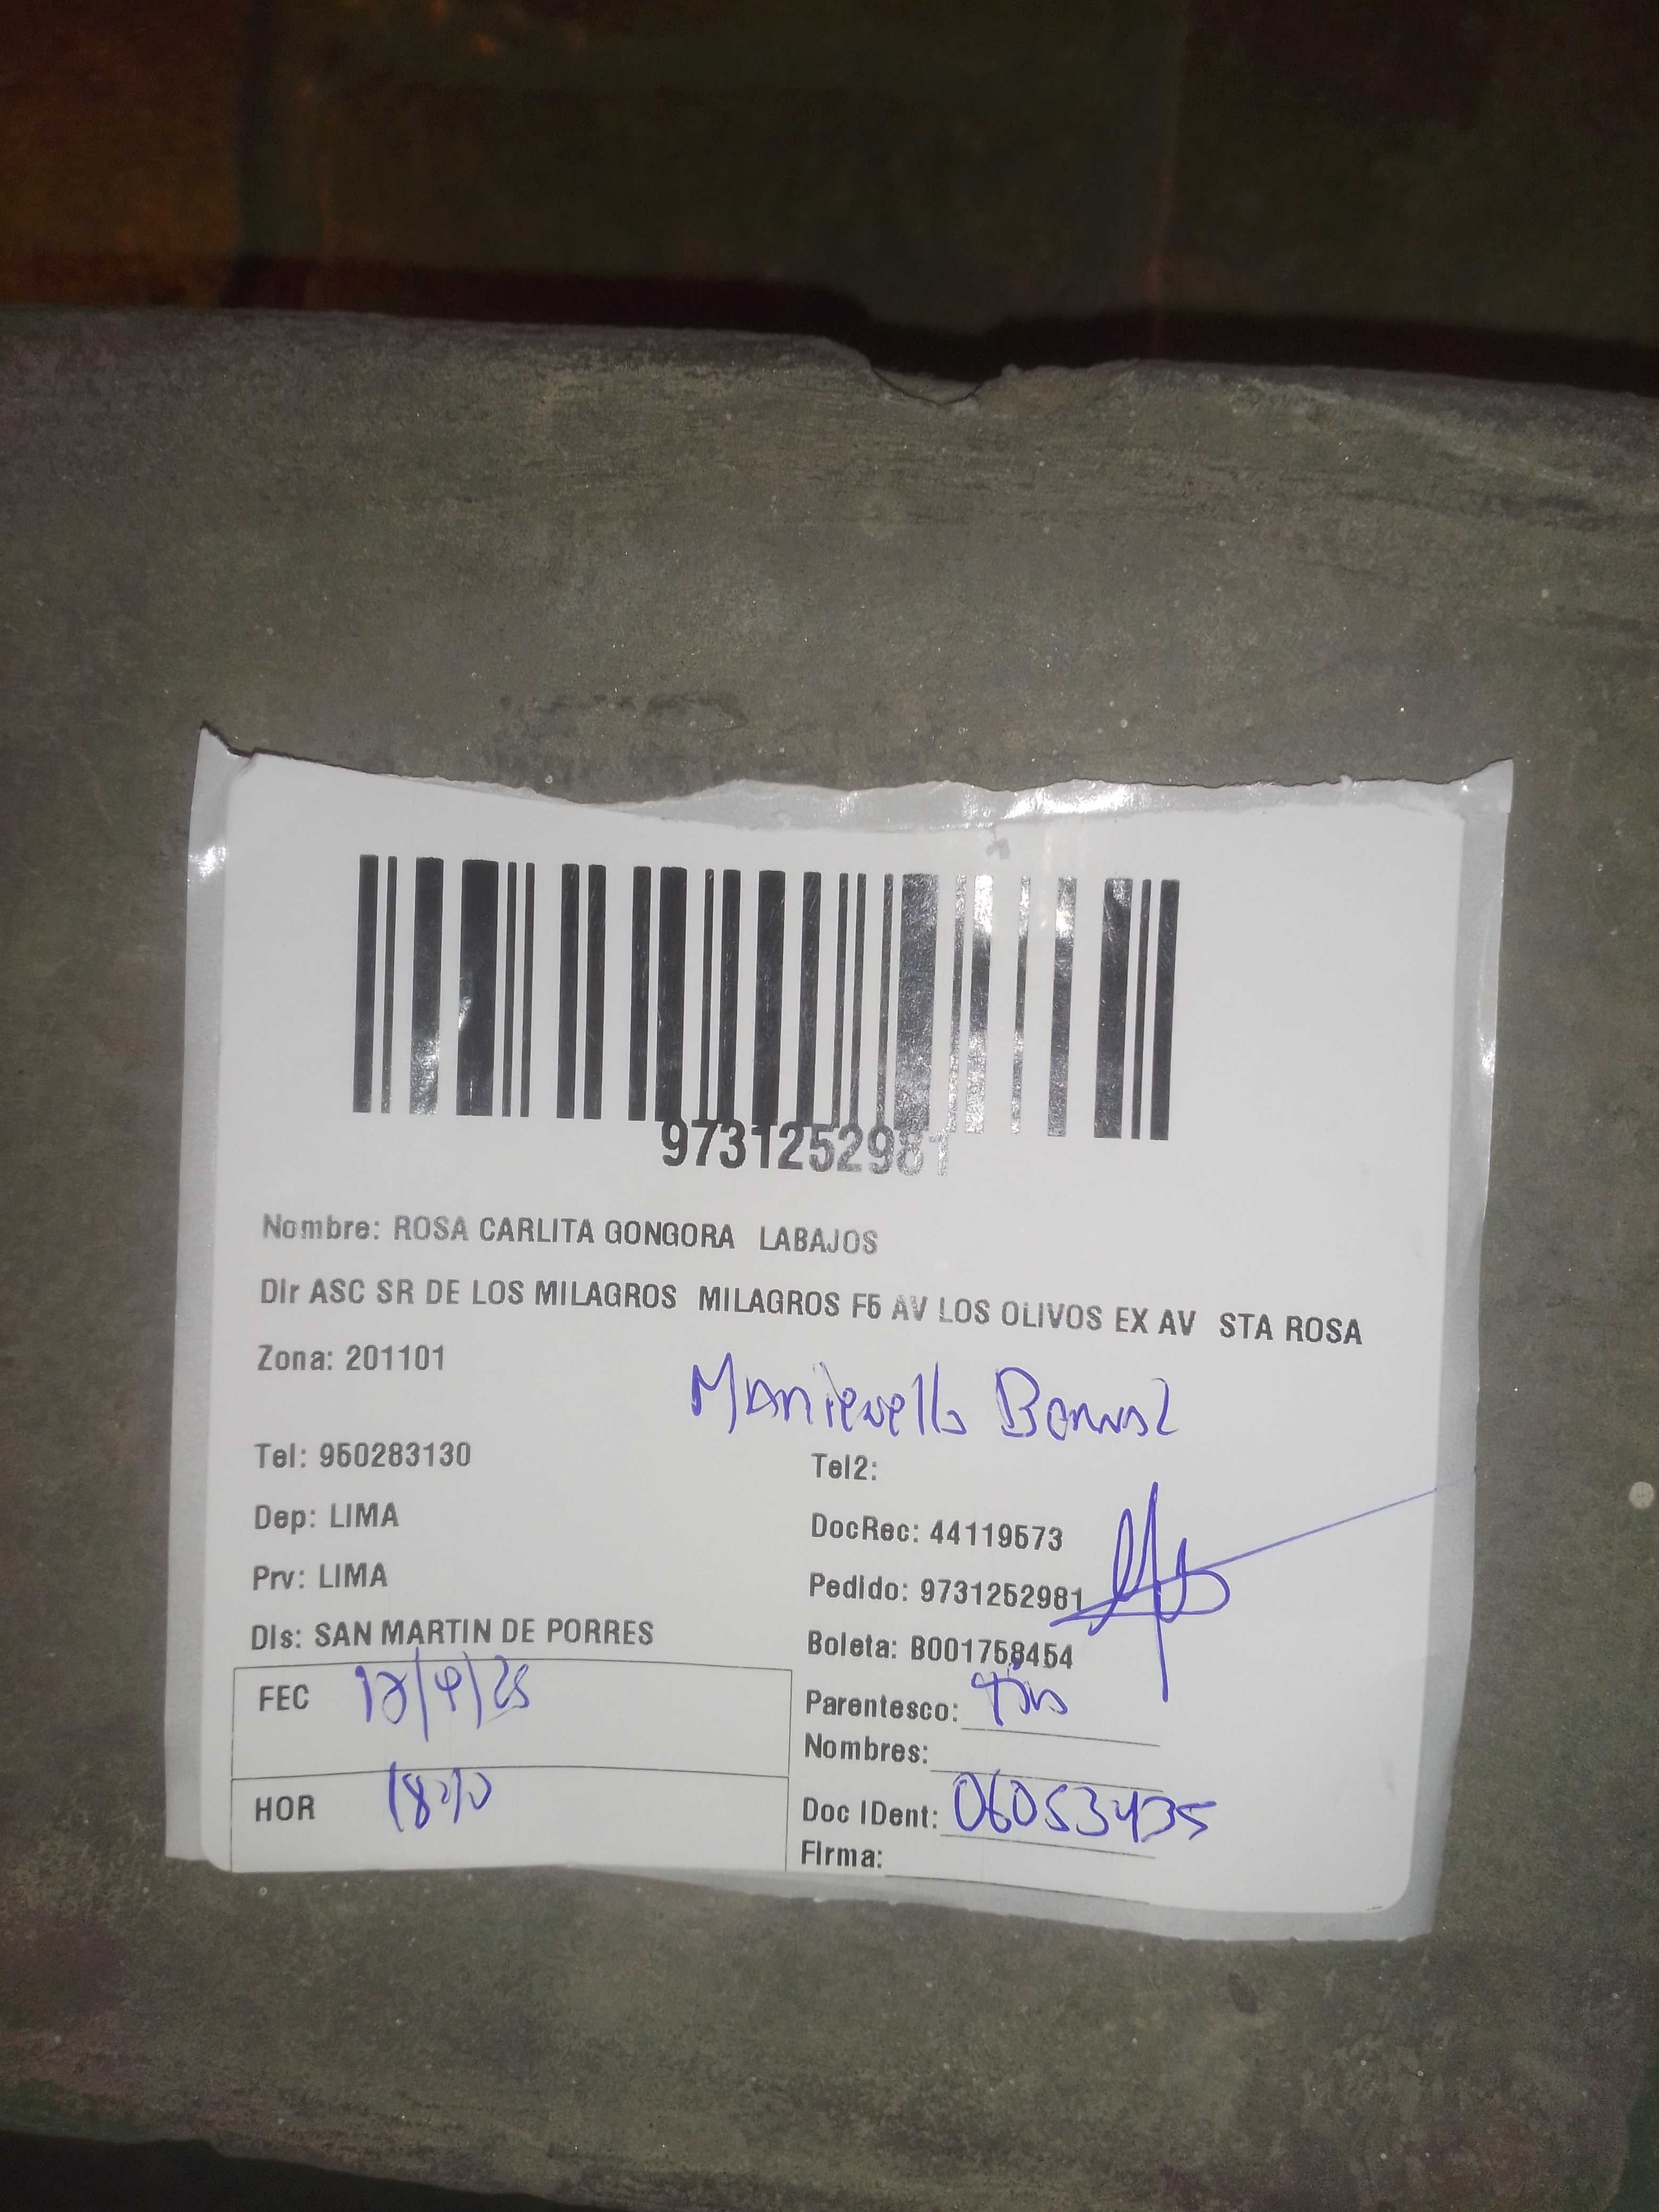 9731252981
Nombre: ROSA CARLITA GONGORA LABAJOS
Dir ASC SR DE LOS MILAGROS MILAGROS F5 AV LOS OLIVOS EX AV STA ROSA
Zona: 201101
Tel: 950283130
Tel2:
Dep: LIMA
DocRec: 44119573
Prv: LIMA
Pedido: 9731252981
Dis: SAN MARTIN DE PORRES
Boleta: B001758454
FEC
Parentesco:
Nombres:
HOR
Doc IDent: 06053435
Firma: